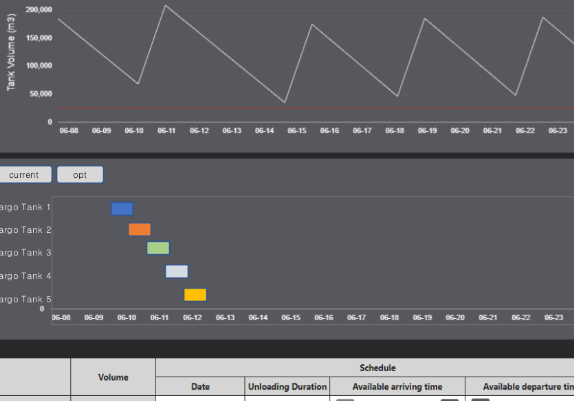 Tank Volume (m3)
200,000
150,000
100,000
50,000
0
06-08 06-09 06-10 06-11 06-12 06-13 06-14 06-15 06-16 06-17 06-18 06-19 06-20 06-21 06-22 06-23
current opt
argo Tank 1
argo Tank 2
argo Tank 3
argo Tank 4
argo Tank 5
0
06-08 06-09 06-10 06-11 06-12 06-13 06-14 06-15 06-16 06-17 06-18 06-19 06-20 06-21 06-22 06-23
Volume Schedule
Date Unloading Duration Available arriving time Available departure tim